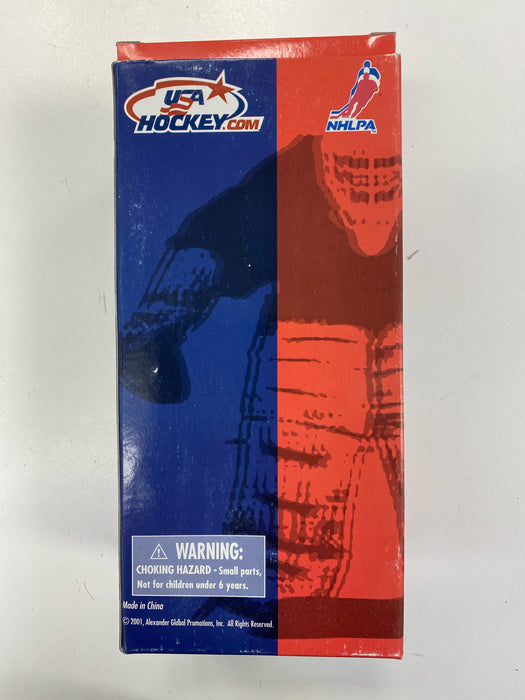 USA
HOCKEY.COM
NHLPA
WARNING:
CHOKING HAZARD - Small parts,
Not for children under 6 years.
Made in China
© 2001, Alexander Global Promotions, Inc. All Rights Reserved.